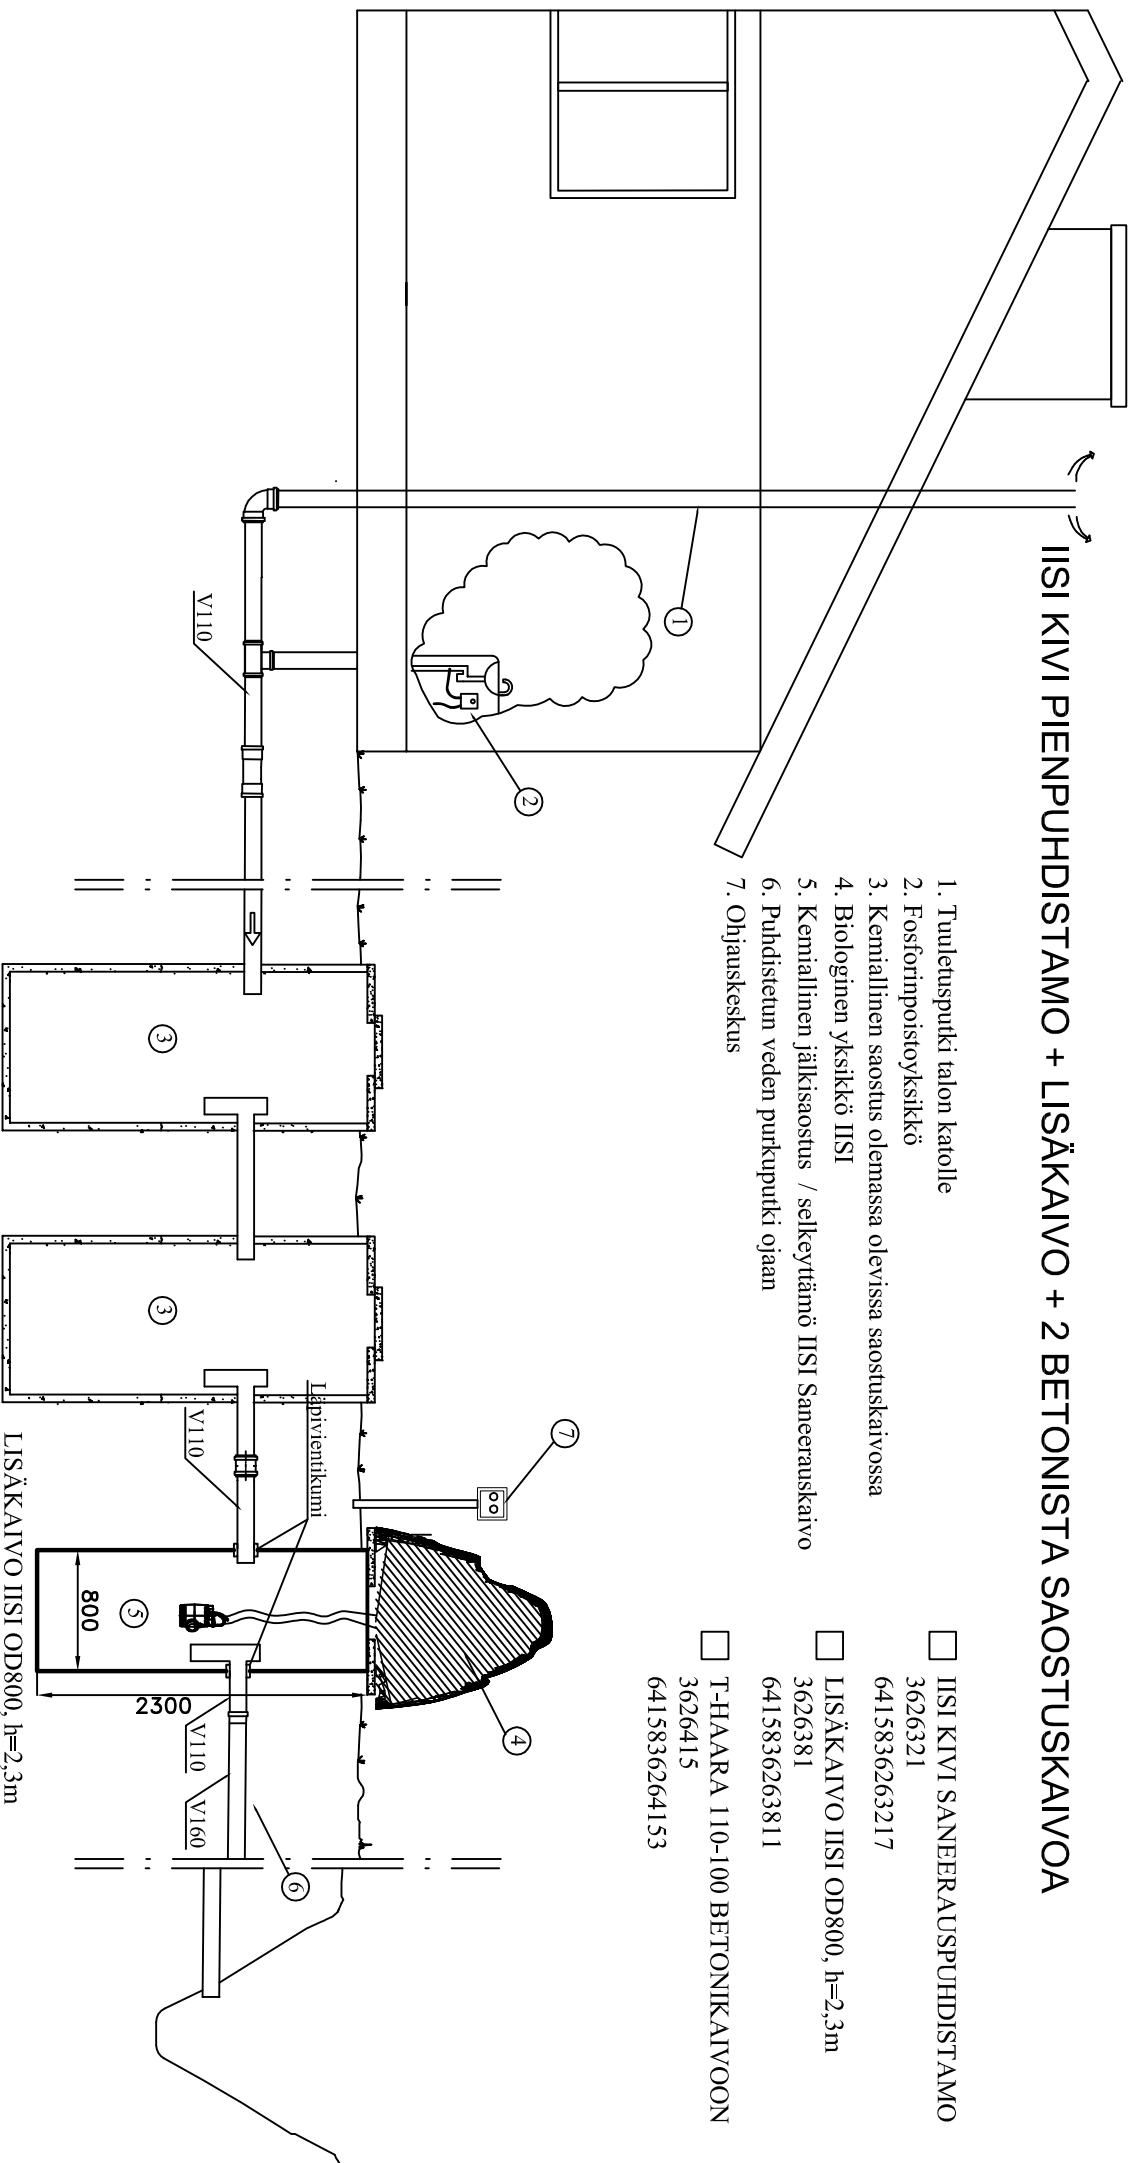 IISI KIVI PIENPUHDISTAMO + LISÄKAIVO + 2 BETONISTA SAOSTUSKAIVOA
1. Tuuletusputki talon katolle
2. Fosforinpoistoyksikkö
3. Kemiallinen saostus olemassa olevissa saostuskaivossa
4. Biologinen yksikkö IISI
5. Kemiallinen jälkisaostus / selkeyttämö IISI Saneerauskaivo
6. Puhdistetun veden purkuputki ojaan
7. Ohjauskeskus
IISI KIVI SANEERAUSPUHDISTAMO
3626321
6415836263217
LISÄKAIVO IISI OD800, h=2,3m
3626381
6415836263811
T-HAARA 110-100 BETONIKAIVOON
3626415
6415836264153
1
2
7
4
V110
3
3
Läpivientikumi
V110
5
800
2300
V110
V160
6
LISÄKAIVO IISI OD800, h=2,3m